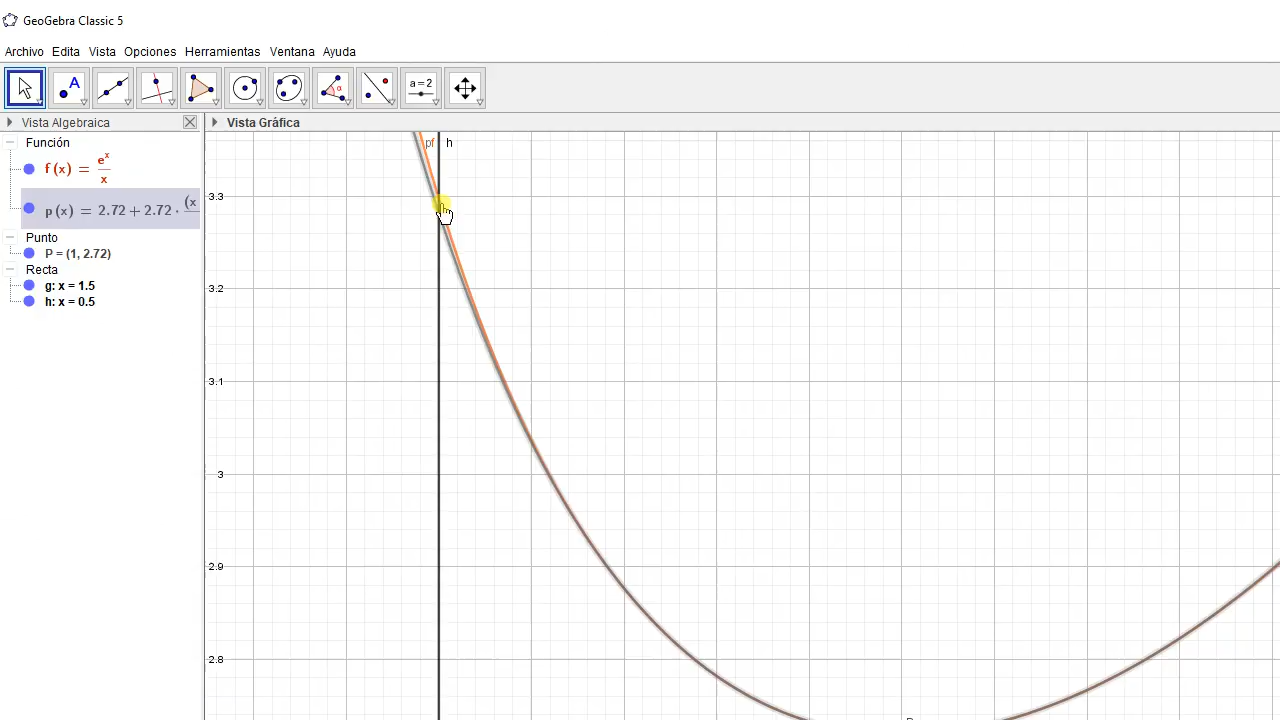 GeoGebra Classic 5
Archivo Edita Vista Opciones Herramientas Ventana Ayuda
A
α
a = 2
Vista Algebraica
Vista Gráfica
Función
f (x) = e^x / x
p (x) = 2.72 + 2.72 · (x
Punto
P = (1, 2.72)
Recta
g: x = 1.5
h: x = 0.5
pf h
3.3
3.2
3.1
3
2.9
2.8